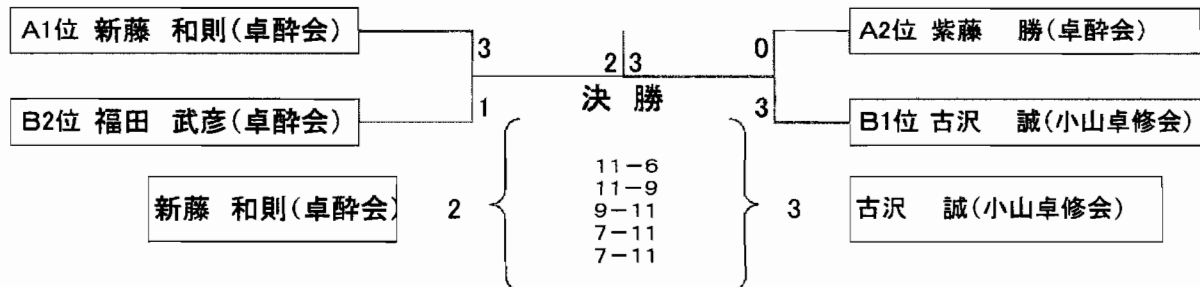 A1位 新藤 和則(卓酔会)
3
0
A2位 紫藤 勝(卓酔会)
2 3
決 勝
B2位 福田 武彦(卓酔会)
1
3
B1位 古沢 誠(小山卓修会)
11-6
11-9
9-11
7-11
7-11
新藤 和則(卓酔会)
2
3
古沢 誠(小山卓修会)